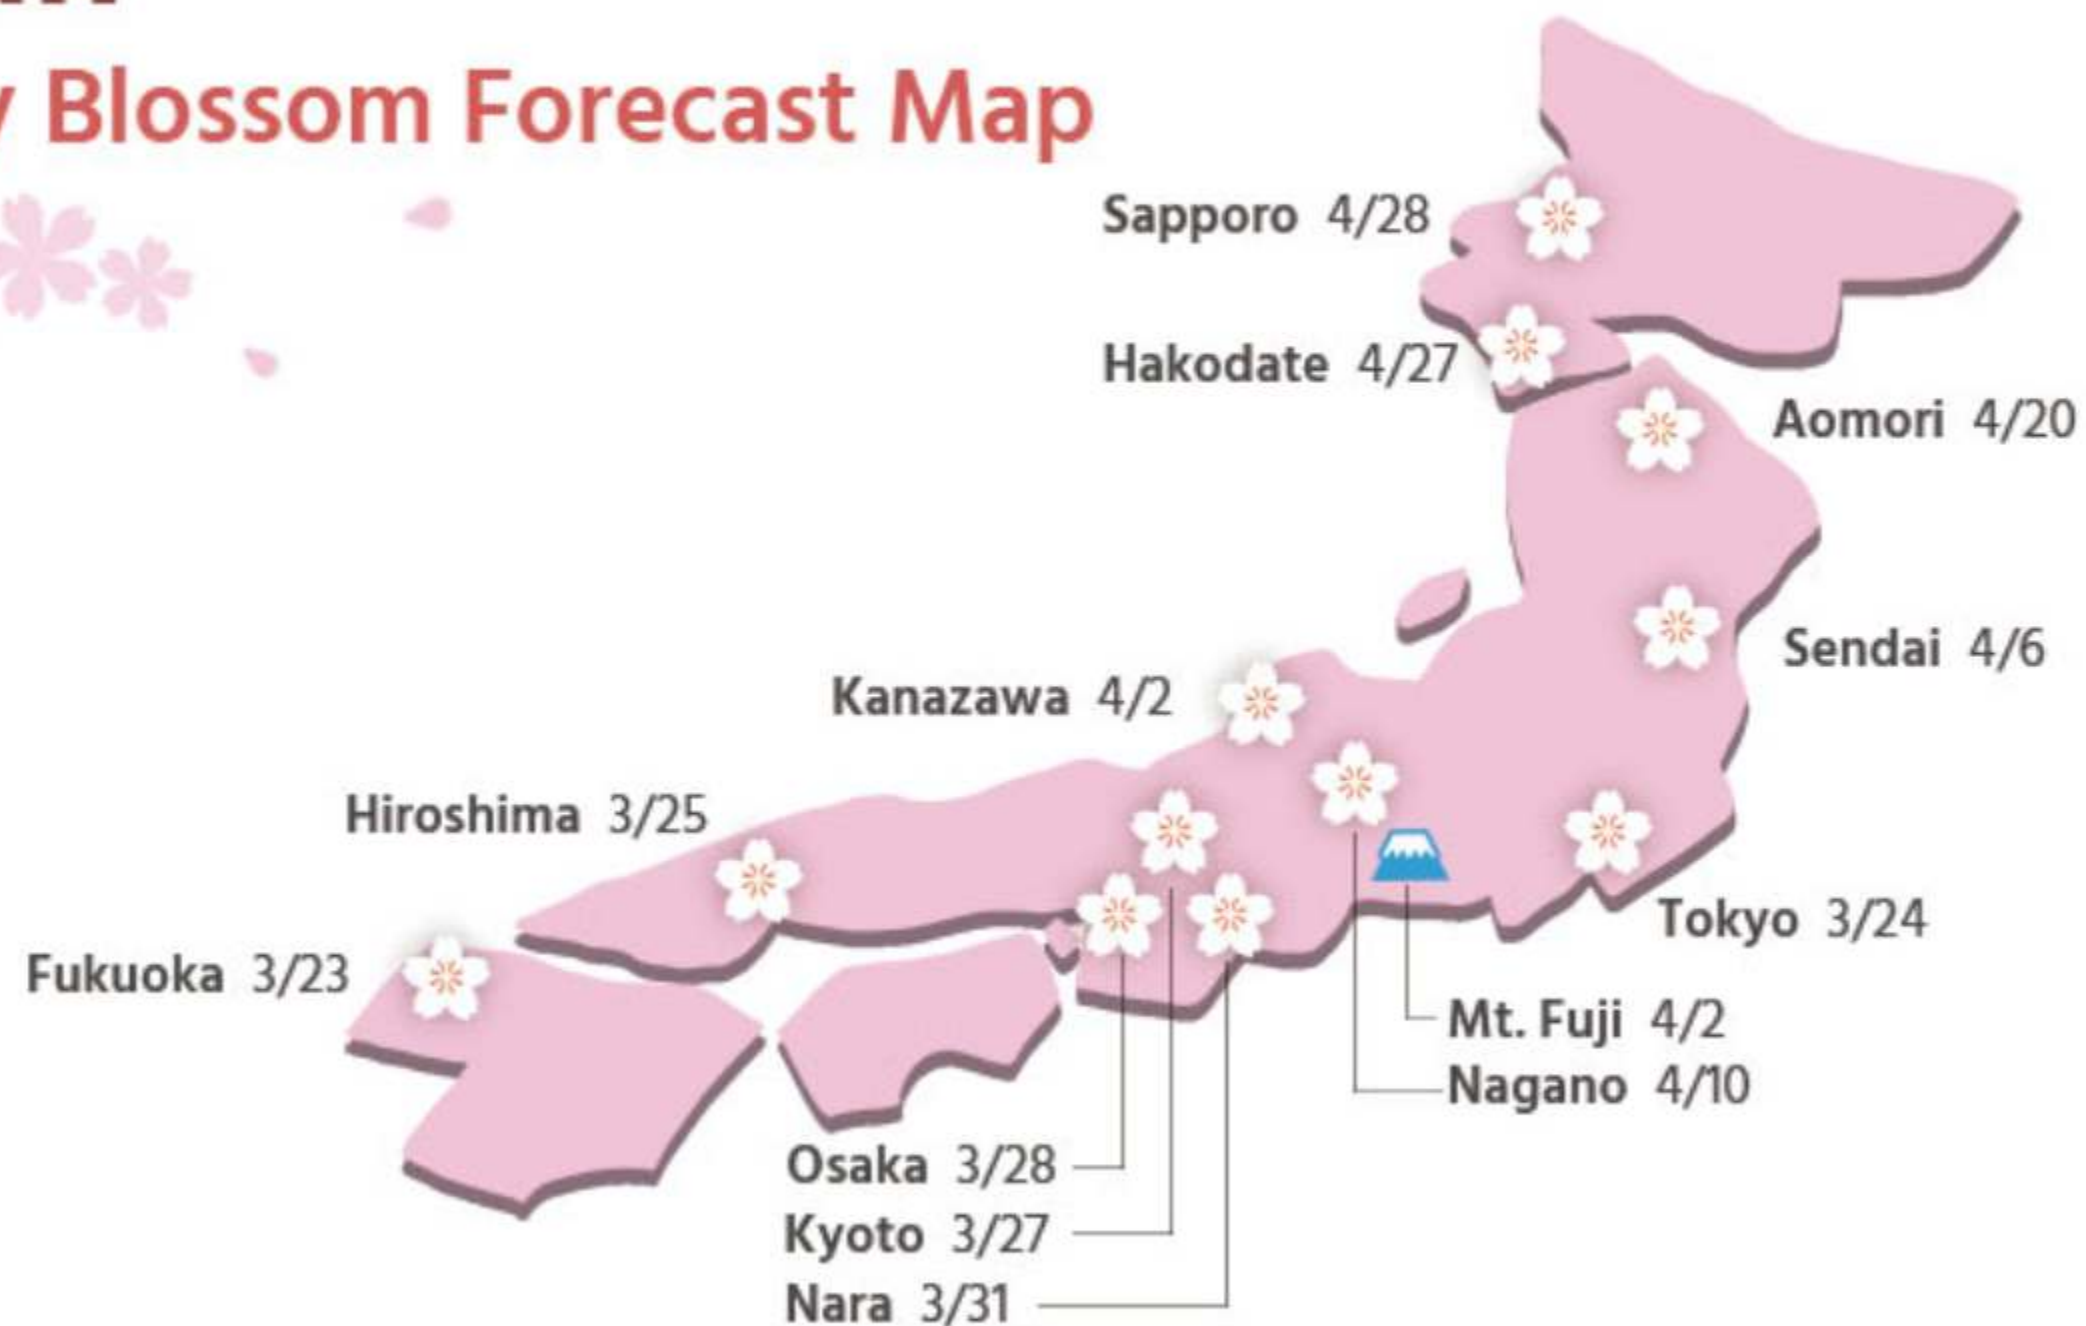 Blossom Forecast Map
Sapporo 4/28
Hakodate 4/27
Aomori 4/20
Sendai 4/6
Kanazawa 4/2
Hiroshima 3/25
Fukuoka 3/23
Tokyo 3/24
Mt. Fuji 4/2
Nagano 4/10
Osaka 3/28
Kyoto 3/27
Nara 3/31